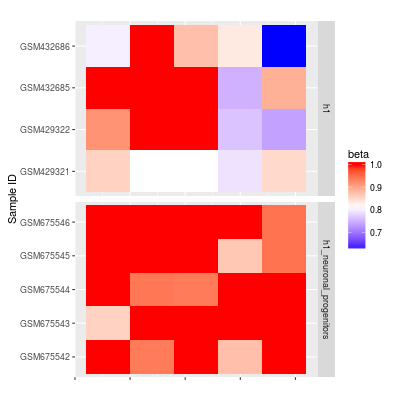 GSM432686
GSM432685
GSM429322
GSM429321
h1
GSM675546
GSM675545
GSM675544
GSM675543
GSM675542
h1_neuronal_progenitors
Sample ID
beta
1.0
0.9
0.8
0.7